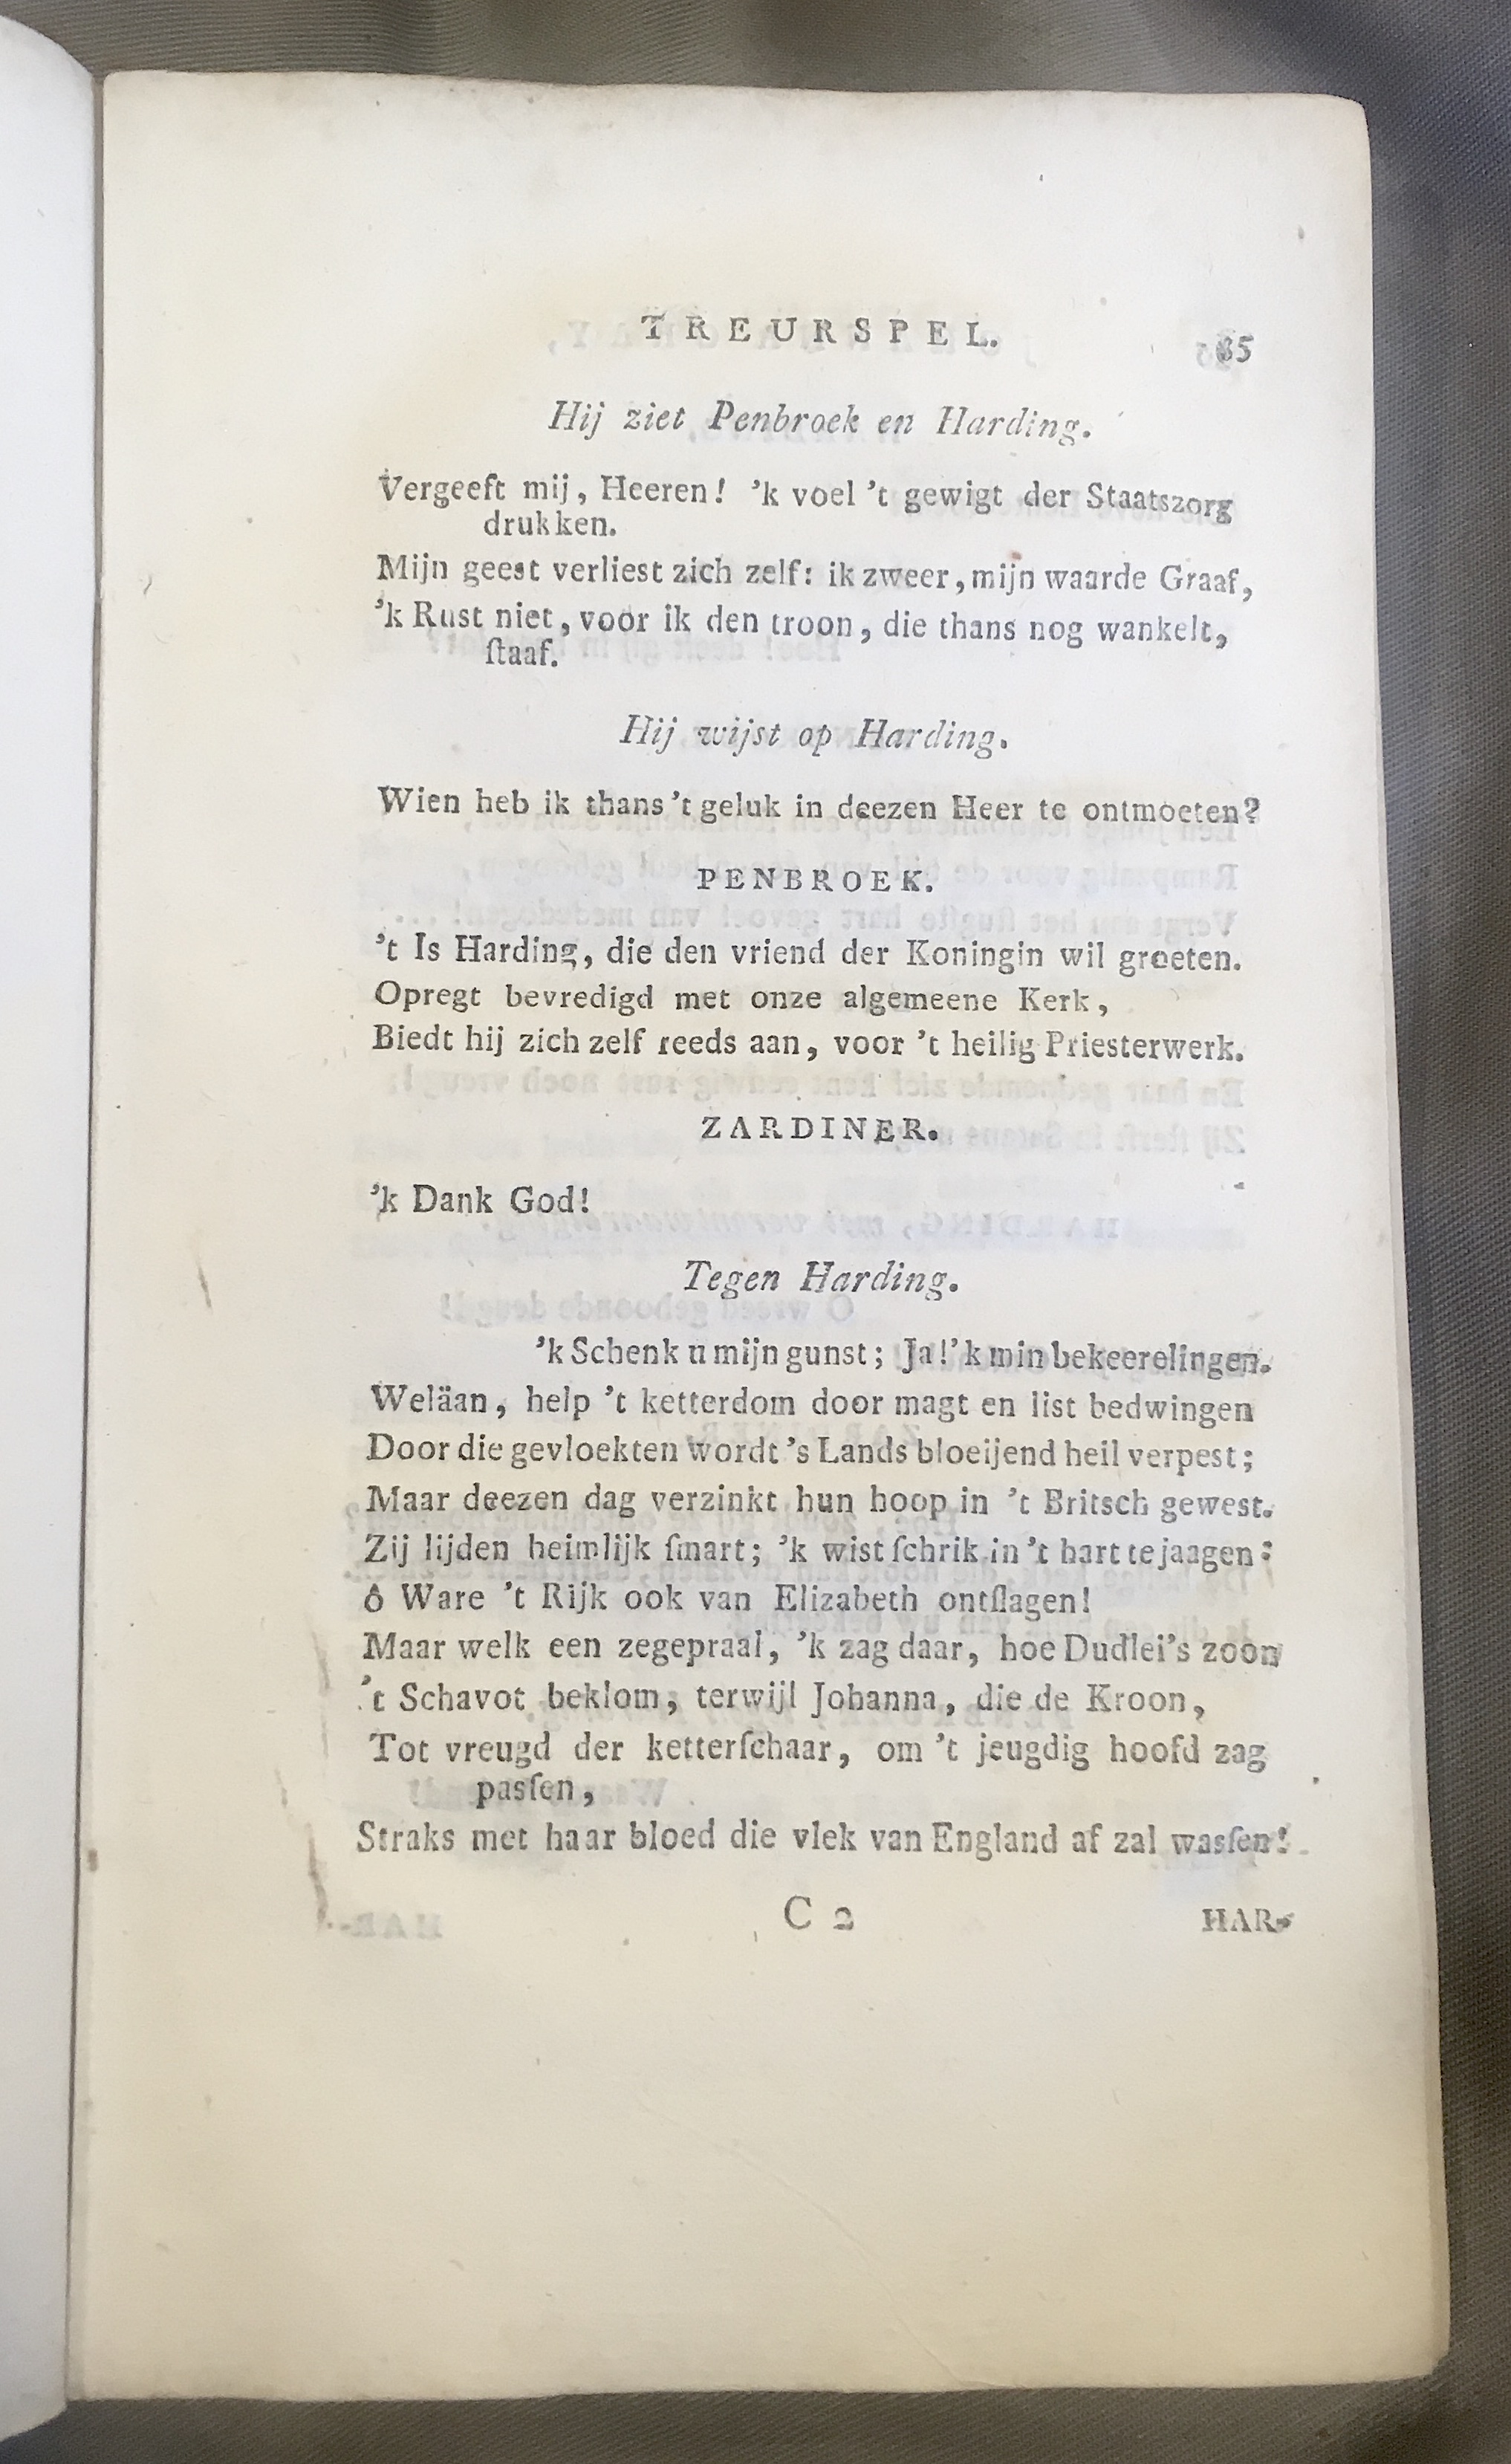 TREURSPEL. 35
Hij ziet Penbroek en Harding.
Vergeeft mij, Heeren! ’k voel ’t gewigt der Staatszorg
drukken.
Mijn geest verliest zich zelf: ik zweer, mijn waarde Graaf,
’k Rust niet, voor ik den troon, die thans nog wankelt,
ſtaaf.
Hij wijst op Harding.
Wien heb ik thans ’t geluk in deezen Heer te ontmoeten?
PENBROEK.
’t Is Harding, die den vriend der Koningin wil groeten.
Opregt bevredigd met onze algemeene Kerk,
Biedt hij zich zelf reeds aan, voor ’t heilig Priesterwerk.
ZARDINER.
’k Dank God!
Tegen Harding.
’k Schenk u mijn gunst; Ja! ’k min bekeerelingen.
Weläan, help ’t ketterdom door magt en list bedwingen
Door die gevloekten wordt ’s Lands bloeijend heil verpest;
Maar deezen dag verzinkt hun hoop in ’t Britsch gewest.
Zij lijden heimlijk ſmart; ’k wist ſchrik in ’t hart te jaagen:
ô Ware ’t Rijk ook van Elizabeth ontſlagen!
Maar welk een zegepraal, ’k zag daar, hoe Dudlei’s zoon
’t Schavot beklom, terwijl Johanna, die de Kroon,
Tot vreugd der ketterſchaar, om ’t jeugdig hoofd zag
pasſen,
Straks met haar bloed die vlek van England af zal wasſen!
C 2 HAR-